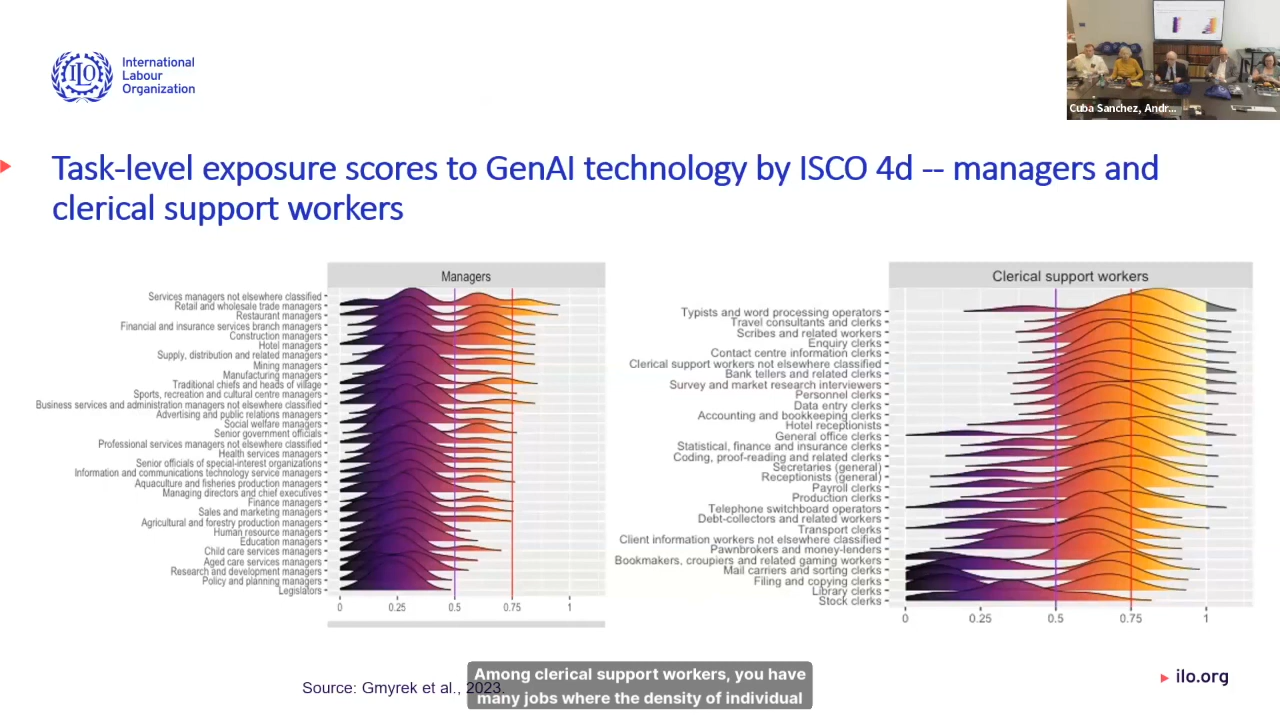 Cuba Sanchez, Andr...
International
Labour
Organization
Task-level exposure scores to GenAI technology by ISCO 4d -- managers and
clerical support workers
Managers
Services managers not elsewhere classified
Retail and wholesale trade managers
Restaurant managers
Financial and insurance services branch managers
Construction managers
Hotel managers
Supply, distribution and related managers
Mining managers
Manufacturing managers
Traditional chiefs and heads of village
Sports, recreation and cultural centre managers
Business services and administration managers not elsewhere classified
Advertising and public relations managers
Social welfare managers
Senior government officials
Professional services managers not elsewhere classified
Health services managers
Senior officials of special-interest organizations
Information and communications technology service managers
Aquaculture and fisheries production managers
Managing directors and chief executives
Finance managers
Sales and marketing managers
Agricultural and forestry production managers
Human resource managers
Education managers
Child care services managers
Aged care services managers
Research and development managers
Policy and planning managers
Legislators
0 0.25 0.5 0.75 1
Clerical support workers
Typists and word processing operators
Travel consultants and clerks
Scribes and related workers
Enquiry clerks
Contact centre information clerks
Clerical support workers not elsewhere classified
Bank tellers and related clerks
Survey and market research interviewers
Personnel clerks
Data entry clerks
Accounting and bookkeeping clerks
Hotel receptionists
General office clerks
Statistical, finance and insurance clerks
Coding, proof-reading and related clerks
Secretaries (general)
Receptionists (general)
Payroll clerks
Production clerks
Telephone switchboard operators
Debt-collectors and related workers
Transport clerks
Client information workers not elsewhere classified
Pawnbrokers and money-lenders
Bookmakers, croupiers and related gaming workers
Mail carriers and sorting clerks
Filing and copying clerks
Library clerks
Stock clerks
0 0.25 0.5 0.75 1
Source: Gmyrek et al., 2023.
Among clerical support workers, you have
many jobs where the density of individual
ilo.org